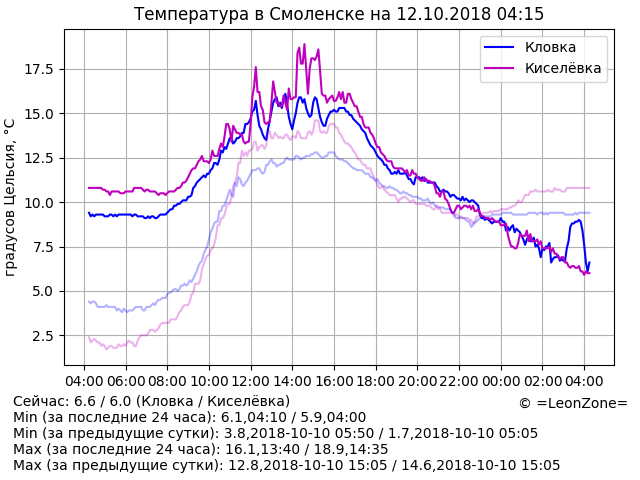 Температура в Смоленске на 12.10.2018 04:15
Кловка
Киселёвка
градусов Цельсия, °C
17.5
15.0
12.5
10.0
7.5
5.0
2.5
04:00 06:00 08:00 10:00 12:00 14:00 16:00 18:00 20:00 22:00 00:00 02:00 04:00
Сейчас: 6.6 / 6.0 (Кловка / Киселёвка)
© =LeonZone=
Min (за последние 24 часа): 6.1,04:10 / 5.9,04:00
Min (за предыдущие сутки): 3.8,2018-10-10 05:50 / 1.7,2018-10-10 05:05
Max (за последние 24 часа): 16.1,13:40 / 18.9,14:35
Max (за предыдущие сутки): 12.8,2018-10-10 15:05 / 14.6,2018-10-10 15:05